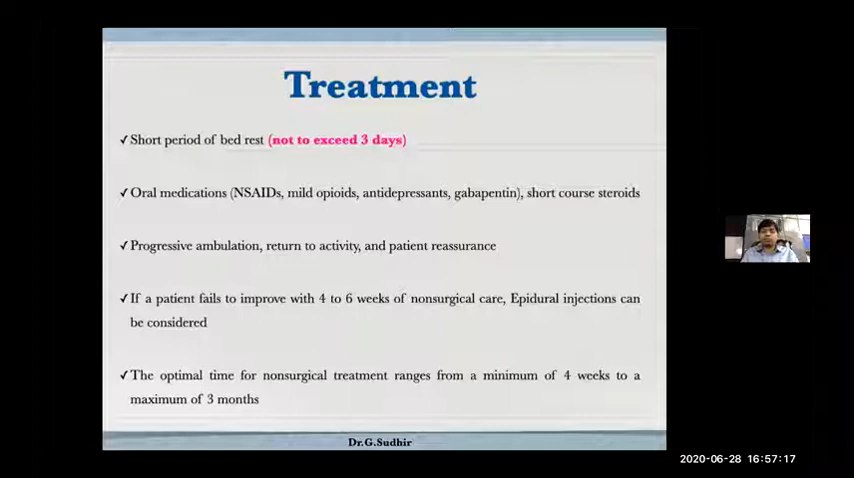 Treatment
✓Short period of bed rest (not to exceed 3 days)
✓Oral medications (NSAIDs, mild opioids, antidepressants, gabapentin), short course steroids
✓Progressive ambulation, return to activity, and patient reassurance
✓If a patient fails to improve with 4 to 6 weeks of nonsurgical care, Epidural injections can
be considered
✓The optimal time for nonsurgical treatment ranges from a minimum of 4 weeks to a
maximum of 3 months
Dr.G.Sudhir
2020-06-28 16:57:17